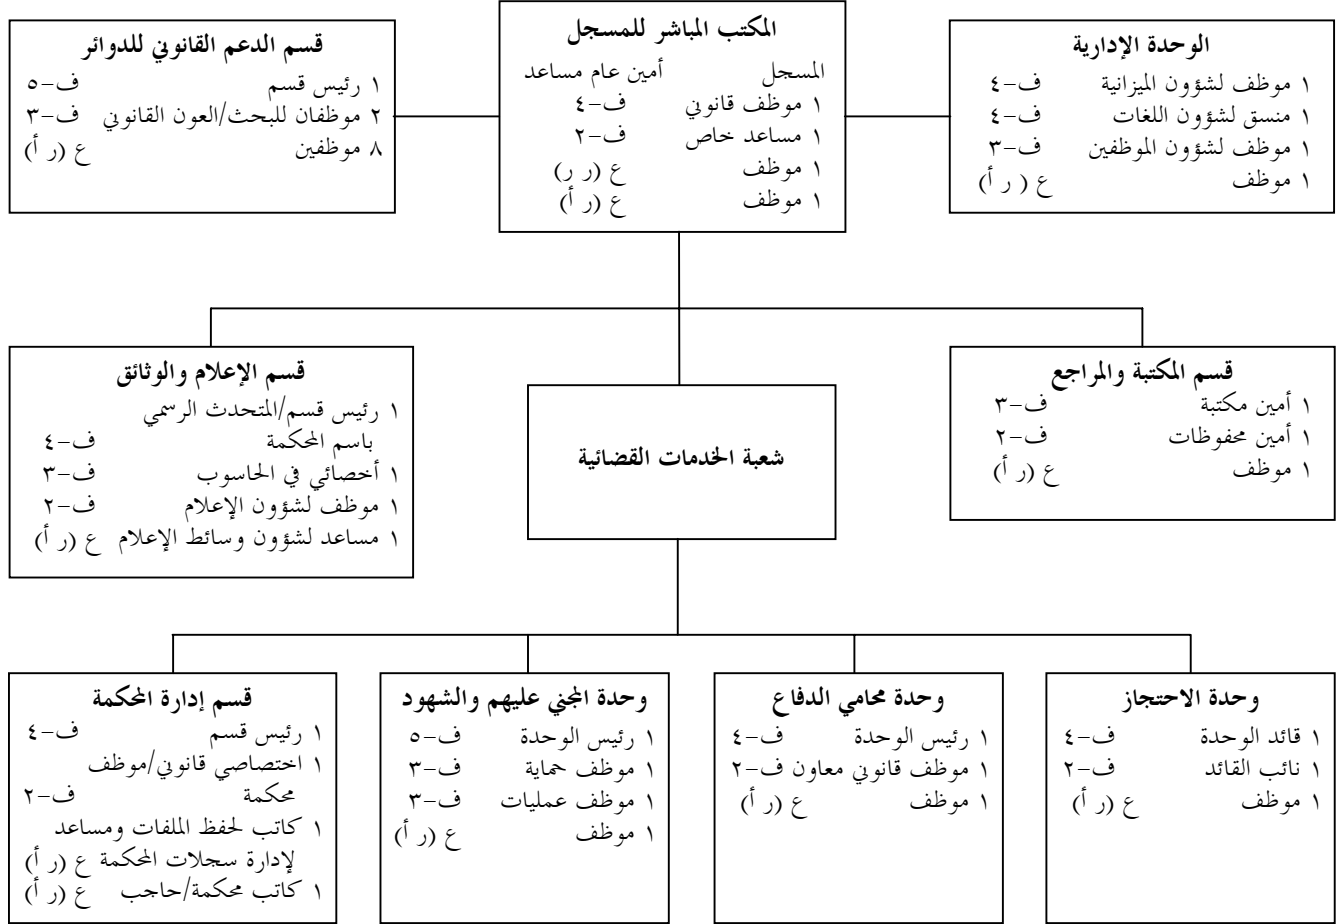 المكتب المباشر للمسجل
المسجل أمين عام مساعد
١ موظف قانوني ف-٤
١ مساعد خاص ف-٢
١ موظف ع (ر ر)
١ موظف ع (ر أ)
الوحدة الإدارية
١ موظف لشؤون الميزانية ف-٤
١ منسق لشؤون اللغات ف-٤
١ موظف لشؤون الموظفين ف-٣
١ موظف ع ( ر أ)
قسم الدعم القانوني للدوائر
١ رئيس قسم ف-٥
٢ موظفان للبحث/العون القانوني ف-٣
٨ موظفين ع (ر أ)
قسم المكتبة والمراجع
١ أمين مكتبة ف-٣
١ أمين محفوظات ف-٢
١ موظف ع (ر أ)
شعبة الخدمات القضائية
قسم الإعلام والوثائق
١ رئيس قسم/المتحدث الرسمي
باسم المحكمة ف-٤
١ أخصائي في الحاسوب ف-٣
١ موظف لشؤون الإعلام ف-٢
١ مساعد لشؤون وسائط الإعلام ع (ر أ)
وحدة الاحتجاز
١ قائد الوحدة ف-٤
١ نائب القائد ف-٢
١ موظف ع (ر أ)
وحدة محامي الدفاع
١ رئيس الوحدة ف-٤
١ موظف قانوني معاون ف-٢
١ موظف ع (ر أ)
وحدة المجني عليهم والشهود
١ رئيس الوحدة ف-٥
١ موظف حماية ف-٣
١ موظف عمليات ف-٣
١ موظف ع (ر أ)
قسم إدارة المحكمة
١ رئيس قسم ف-٤
١ اختصاصي قانوني/موظف
محكمة ف-٢
١ كاتب لحفظ الملفات ومساعد
لإدارة سجلات المحكمة ع (ر أ)
١ كاتب محكمة/حاجب ع (ر أ)